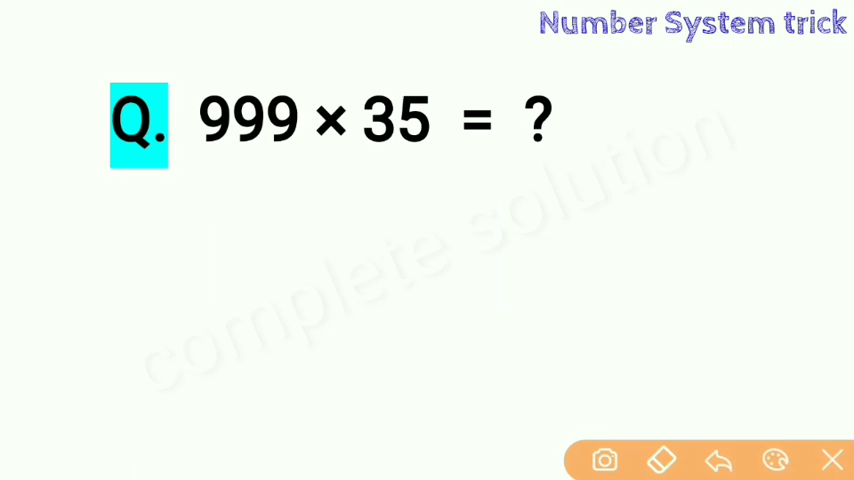 Number System trick
Q. 999 × 35 = ?
complete solution